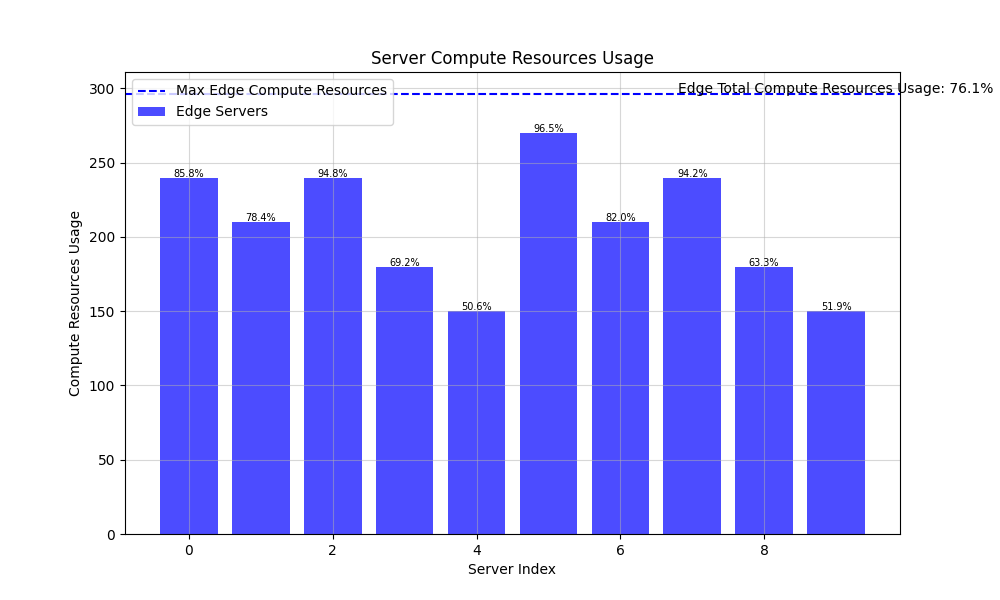 Server Compute Resources Usage
Max Edge Compute Resources
Edge Servers
Edge Total Compute Resources Usage: 76.1%
300
250
200
150
100
50
0
Compute Resources Usage
85.8%
78.4%
94.8%
69.2%
50.6%
96.5%
82.0%
94.2%
63.3%
51.9%
0 2 4 6 8
Server Index